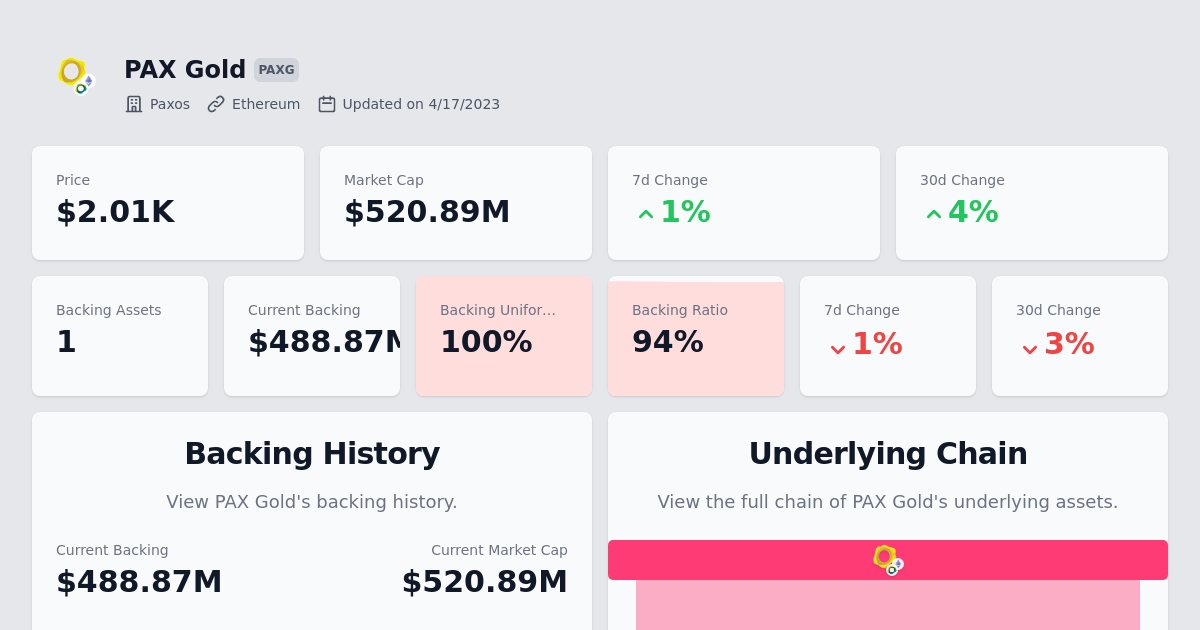 PAX Gold PAXG
Paxos Ethereum Updated on 4/17/2023
Price
$2.01K
Market Cap
$520.89M
7d Change
1%
30d Change
4%
Backing Assets
1
Current Backing
$488.87M
Backing Unifor…
100%
Backing Ratio
94%
7d Change
1%
30d Change
3%
Backing History
View PAX Gold's backing history.
Current Backing
$488.87M
Current Market Cap
$520.89M
Underlying Chain
View the full chain of PAX Gold's underlying assets.